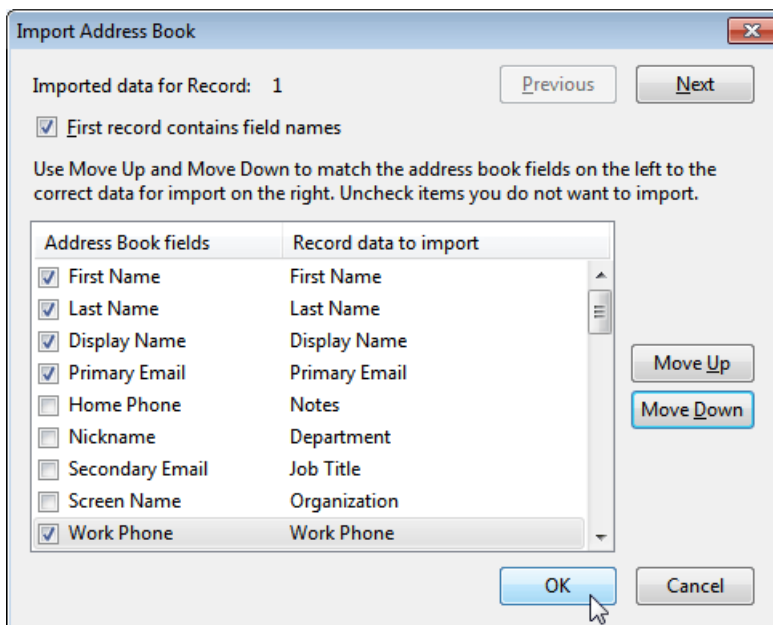 Import Address Book
Imported data for Record: 1
Previous
Next
First record contains field names
Use Move Up and Move Down to match the address book fields on the left to the
correct data for import on the right. Uncheck items you do not want to import.
Address Book fields Record data to import
First Name First Name
Last Name Last Name
Display Name Display Name
Primary Email Primary Email
Home Phone Notes
Nickname Department
Secondary Email Job Title
Screen Name Organization
Work Phone Work Phone
Move Up
Move Down
OK
Cancel